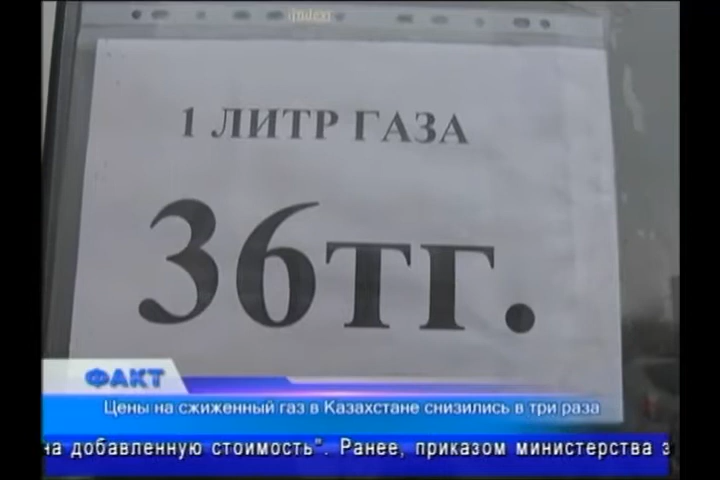 index
1 ЛИТР ГАЗА
36тг.
ФАКТ
Цены на сжиженный газ в Казахстане снизились в три раза
на добавленную стоимость". Ранее, приказом министерства э